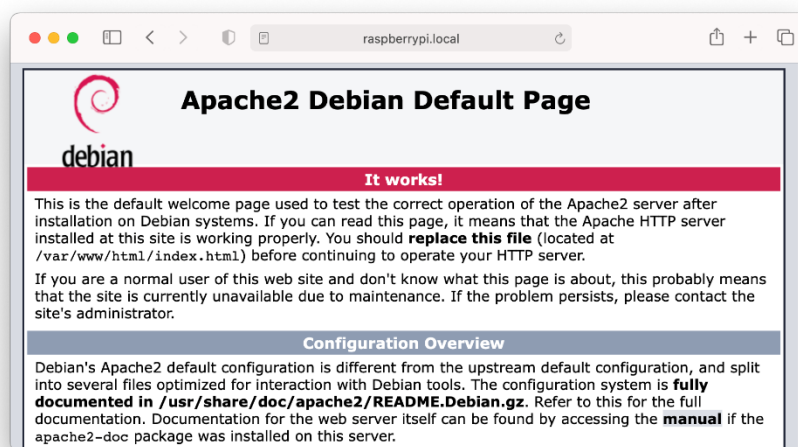 raspberrypi.local
Apache2 Debian Default Page
debian
It works!
This is the default welcome page used to test the correct operation of the Apache2 server after
installation on Debian systems. If you can read this page, it means that the Apache HTTP server
installed at this site is working properly. You should replace this file (located at
/var/www/html/index.html) before continuing to operate your HTTP server.
If you are a normal user of this web site and don't know what this page is about, this probably means
that the site is currently unavailable due to maintenance. If the problem persists, please contact the
site's administrator.
Configuration Overview
Debian's Apache2 default configuration is different from the upstream default configuration, and split
into several files optimized for interaction with Debian tools. The configuration system is fully
documented in /usr/share/doc/apache2/README.Debian.gz. Refer to this for the full
documentation. Documentation for the web server itself can be found by accessing the manual if the
apache2-doc package was installed on this server.